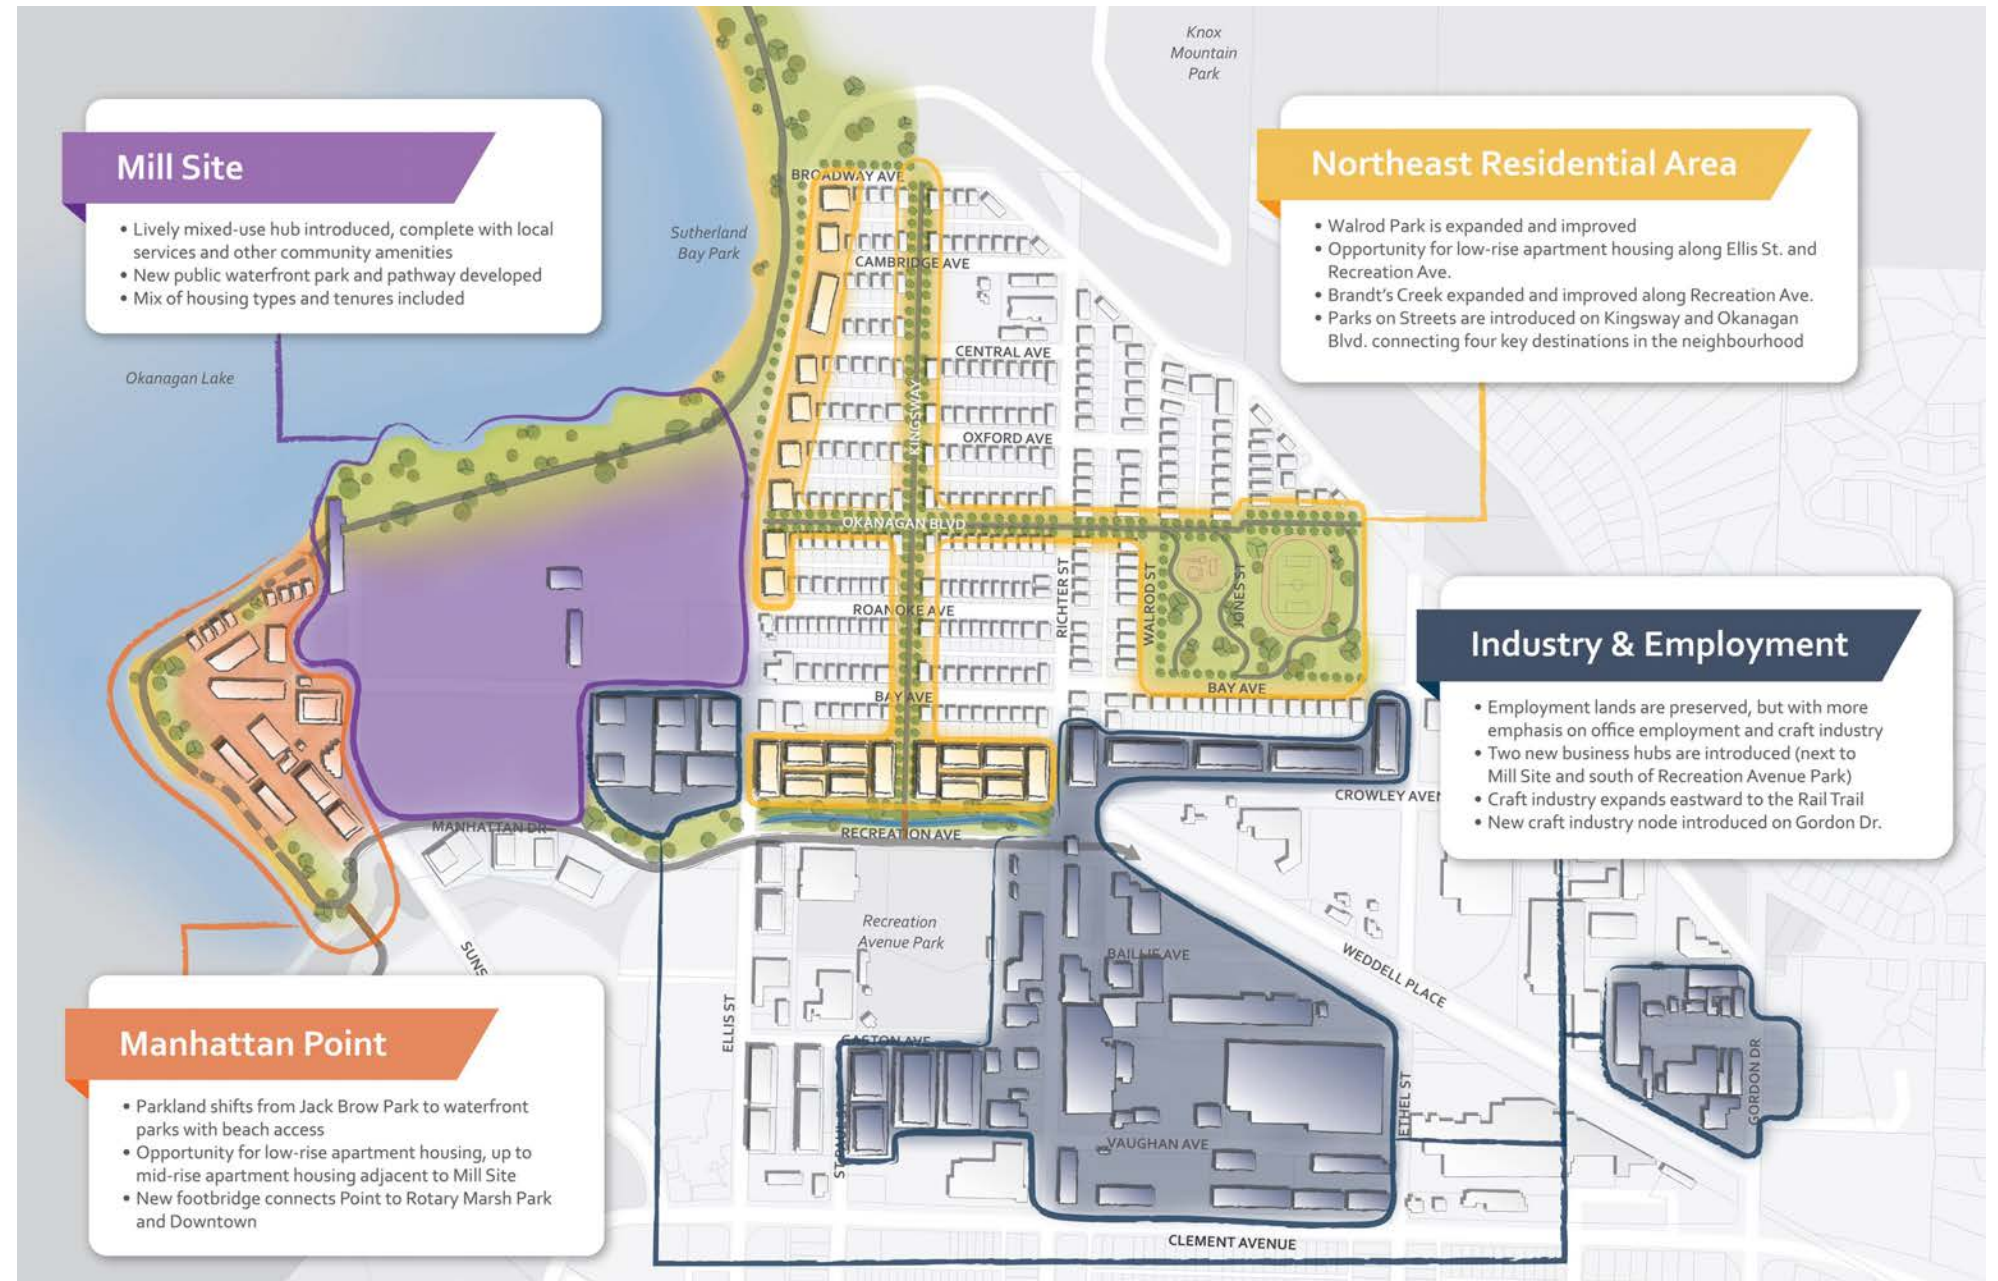 Knox
Mountain
Park
Mill Site
• Lively mixed-use hub introduced, complete with local
services and other community amenities
• New public waterfront park and pathway developed
• Mix of housing types and tenures included
Northeast Residential Area
• Walrod Park is expanded and improved
• Opportunity for low-rise apartment housing along Ellis St. and
Recreation Ave.
• Brandt's Creek expanded and improved along Recreation Ave.
• Parks on Streets are introduced on Kingsway and Okanagan
Blvd. connecting four key destinations in the neighbourhood
BROADWAY AVE
Sutherland
Bay Park
CAMBRIDGE AVE
CENTRAL AVE
Okanagan Lake
KINGSWAY
OXFORD AVE
OKANAGAN BLVD
RICHTER ST
WALROD ST
JONES ST
ROANOKE AVE
BAY AVE
BAY AVE
Industry & Employment
• Employment lands are preserved, but with more
emphasis on office employment and craft industry
• Two new business hubs are introduced (next to
Mill Site and south of Recreation Avenue Park)
• Craft industry expands eastward to the Rail Trail
• New craft industry node introduced on Gordon Dr.
CROWLEY AVEN
MANHATTAN DR
RECREATION AVE
Recreation
Avenue Park
SUNS
BAILLIE AVE
WEDDELL PLACE
ELLIS ST
GASTON AVE
ST PAUL ST
ETHEL ST
GORDON DR
VAUGHAN AVE
CLEMENT AVENUE
Manhattan Point
• Parkland shifts from Jack Brow Park to waterfront
parks with beach access
• Opportunity for low-rise apartment housing, up to
mid-rise apartment housing adjacent to Mill Site
• New footbridge connects Point to Rotary Marsh Park
and Downtown